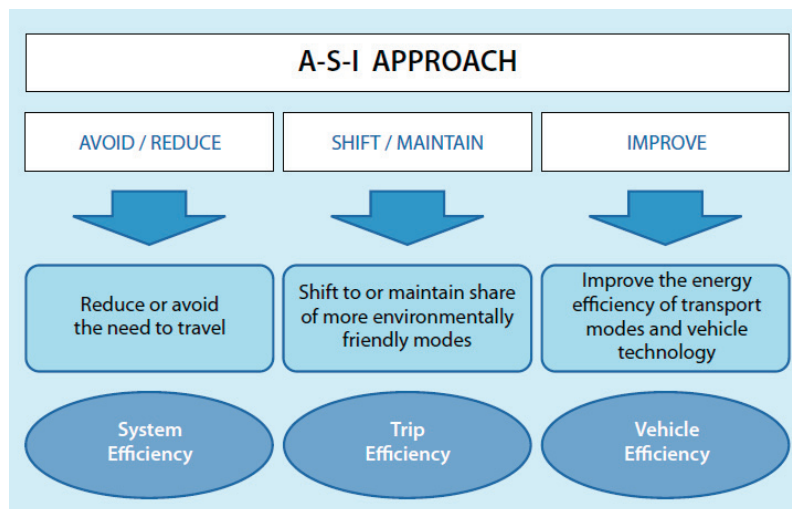 A-S-I APPROACH
AVOID / REDUCE
SHIFT / MAINTAIN
IMPROVE
Reduce or avoid
the need to travel
Shift to or maintain share
of more environmentally
friendly modes
Improve the energy
efficiency of transport
modes and vehicle
technology
System
Efficiency
Trip
Efficiency
Vehicle
Efficiency